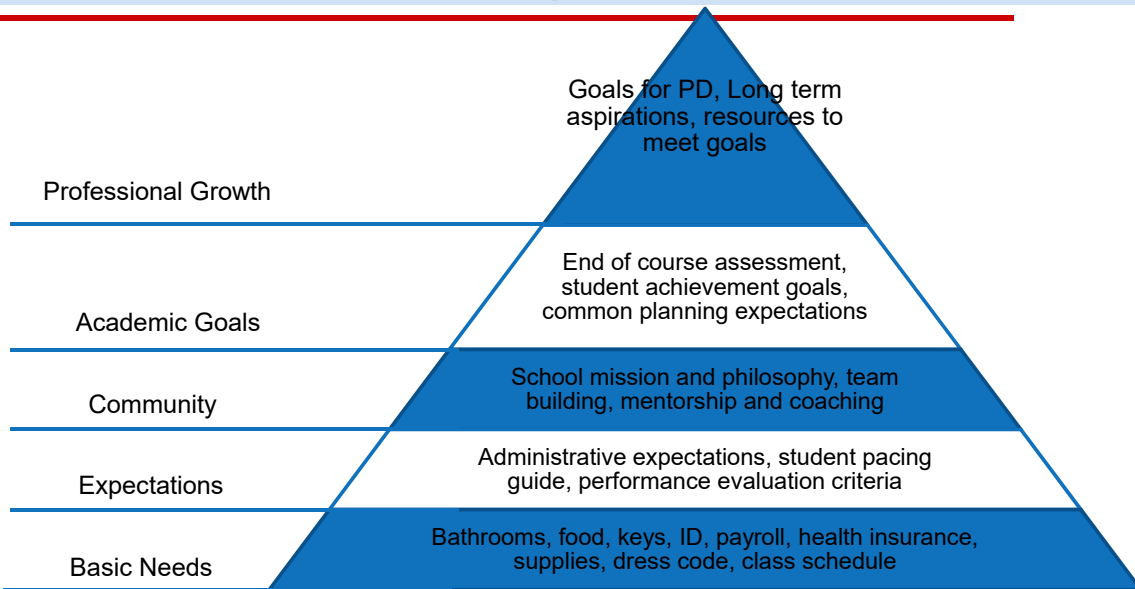 Goals for PD, Long term
aspirations, resources to
meet goals
Professional Growth
End of course assessment,
student achievement goals,
common planning expectations
Academic Goals
School mission and philosophy, team
building, mentorship and coaching
Community
Administrative expectations, student pacing
guide, performance evaluation criteria
Expectations
Bathrooms, food, keys, ID, payroll, health insurance,
supplies, dress code, class schedule
Basic Needs